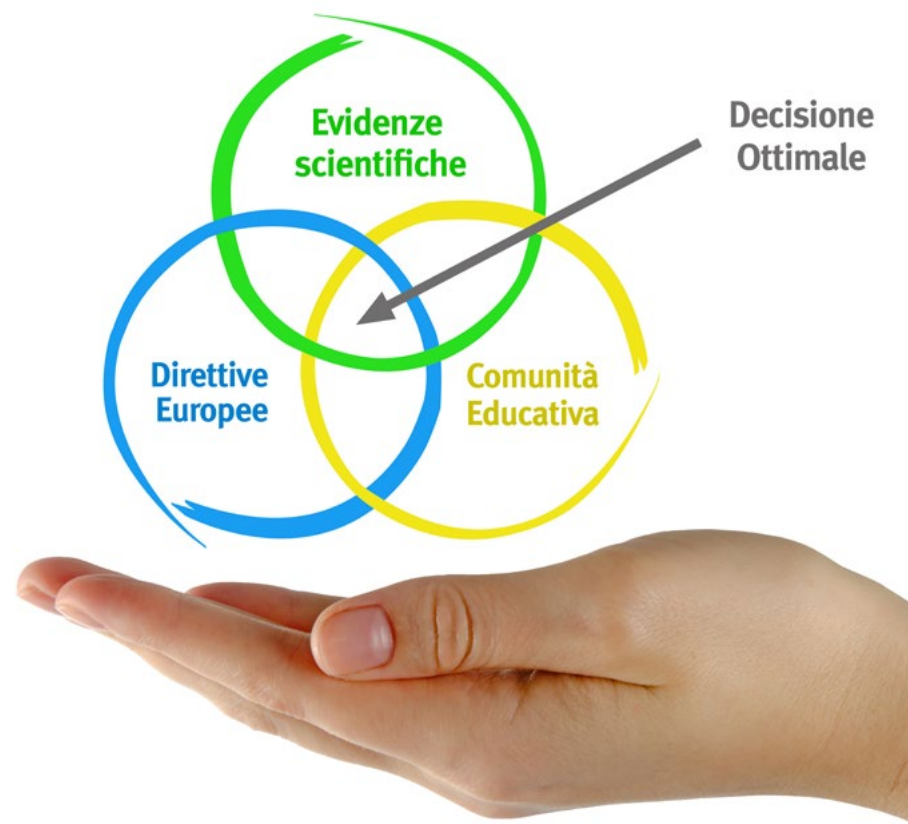 Evidenze
scientifiche
Decisione
Ottimale
Direttive
Europee
Comunità
Educativa